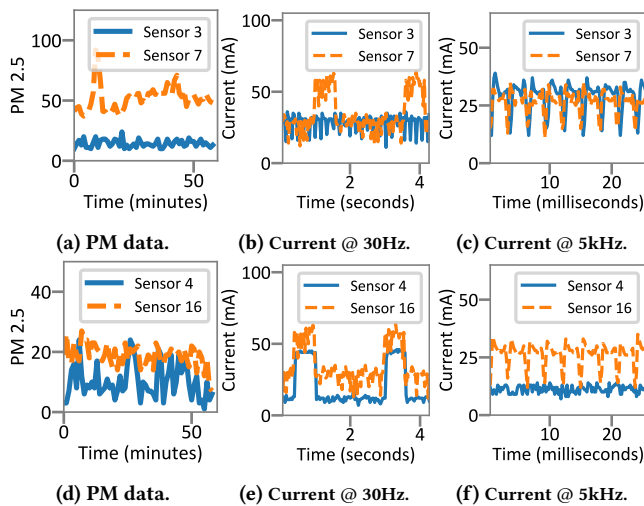 100
50
0
PM 2.5
Sensor 3
Sensor 7
0
50
Time (minutes)
(a) PM data.
100
50
0
Current (mA)
Sensor 3
Sensor 7
2
4
Time (seconds)
(b) Current @ 30Hz.
50
25
0
Current (mA)
Sensor 3
Sensor 7
10
20
Time (milliseconds)
(c) Current @ 5kHz.
40
20
0
PM 2.5
Sensor 4
Sensor 16
0
50
Time (minutes)
(d) PM data.
100
50
0
Current (mA)
Sensor 4
Sensor 16
2
4
Time (seconds)
(e) Current @ 30Hz.
50
25
0
Current (mA)
Sensor 4
Sensor 16
10
20
Time (milliseconds)
(f) Current @ 5kHz.